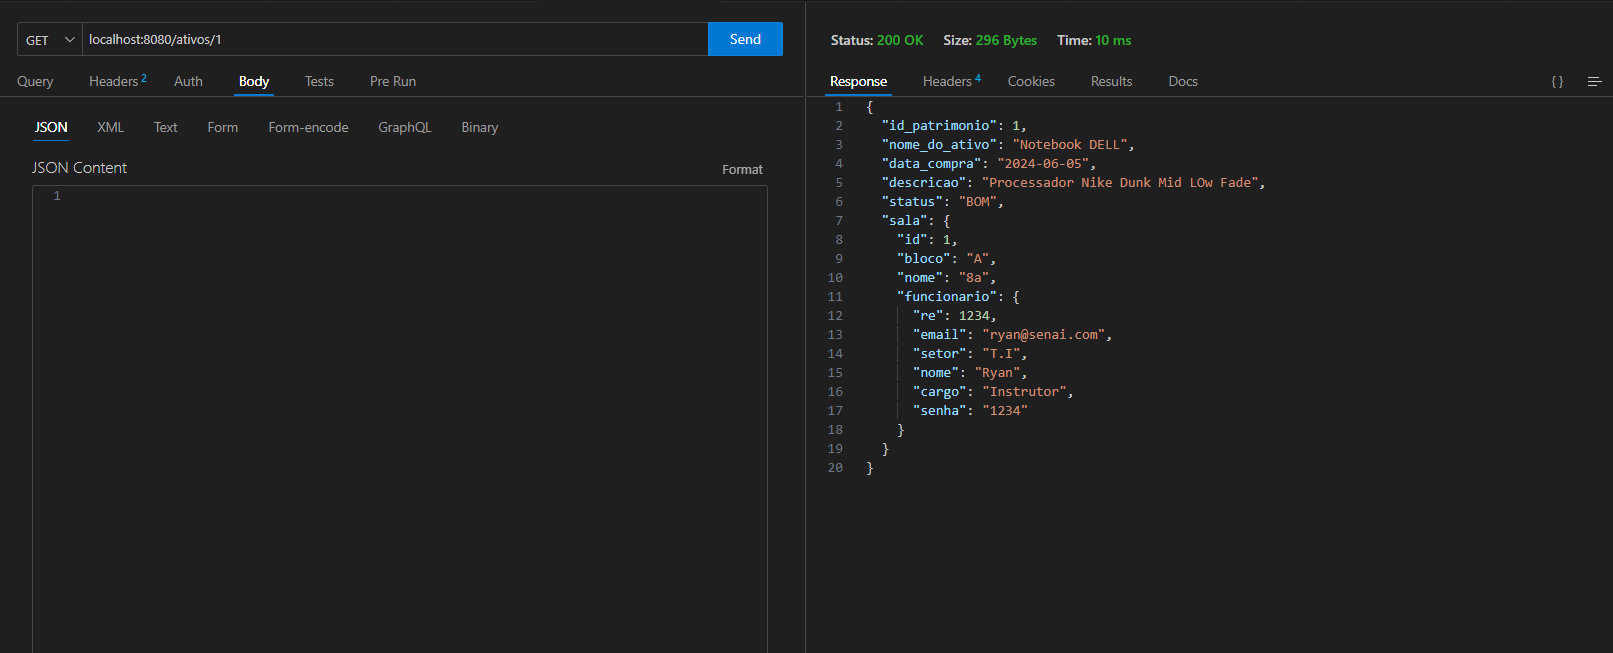 GET localhost:8080/ativos/1 Send
Query Headers 2 Auth Body Tests Pre Run
JSON XML Text Form Form-encode GraphQL Binary
JSON Content Format
1
Status: 200 OK Size: 296 Bytes Time: 10 ms
Response Headers 4 Cookies Results Docs { }
1 {
2 "id_patrimonio": 1,
3 "nome_do_ativo": "Notebook DELL",
4 "data_compra": "2024-06-05",
5 "descricao": "Processador Nike Dunk Mid LOw Fade",
6 "status": "BOM",
7 "sala": {
8 "id": 1,
9 "bloco": "A",
10 "nome": "8a",
11 "funcionario": {
12 "re": 1234,
13 "email": "ryan@senai.com",
14 "setor": "T.I",
15 "nome": "Ryan",
16 "cargo": "Instrutor",
17 "senha": "1234"
18 }
19 }
20 }